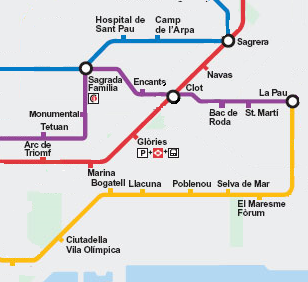 Hospital de
Sant Pau
Camp
de l'Arpa
Sagrera
Navas
Sagrada
Família
Encants
Clot
La Pau
Monumental
Tetuan
Bac de
Roda
St. Martí
Arc de
Triomf
Glòries
P+
Marina
Bogatell
Llacuna
Poblenou
Selva de Mar
El Maresme
Fòrum
Ciutadella
Vila Olímpica